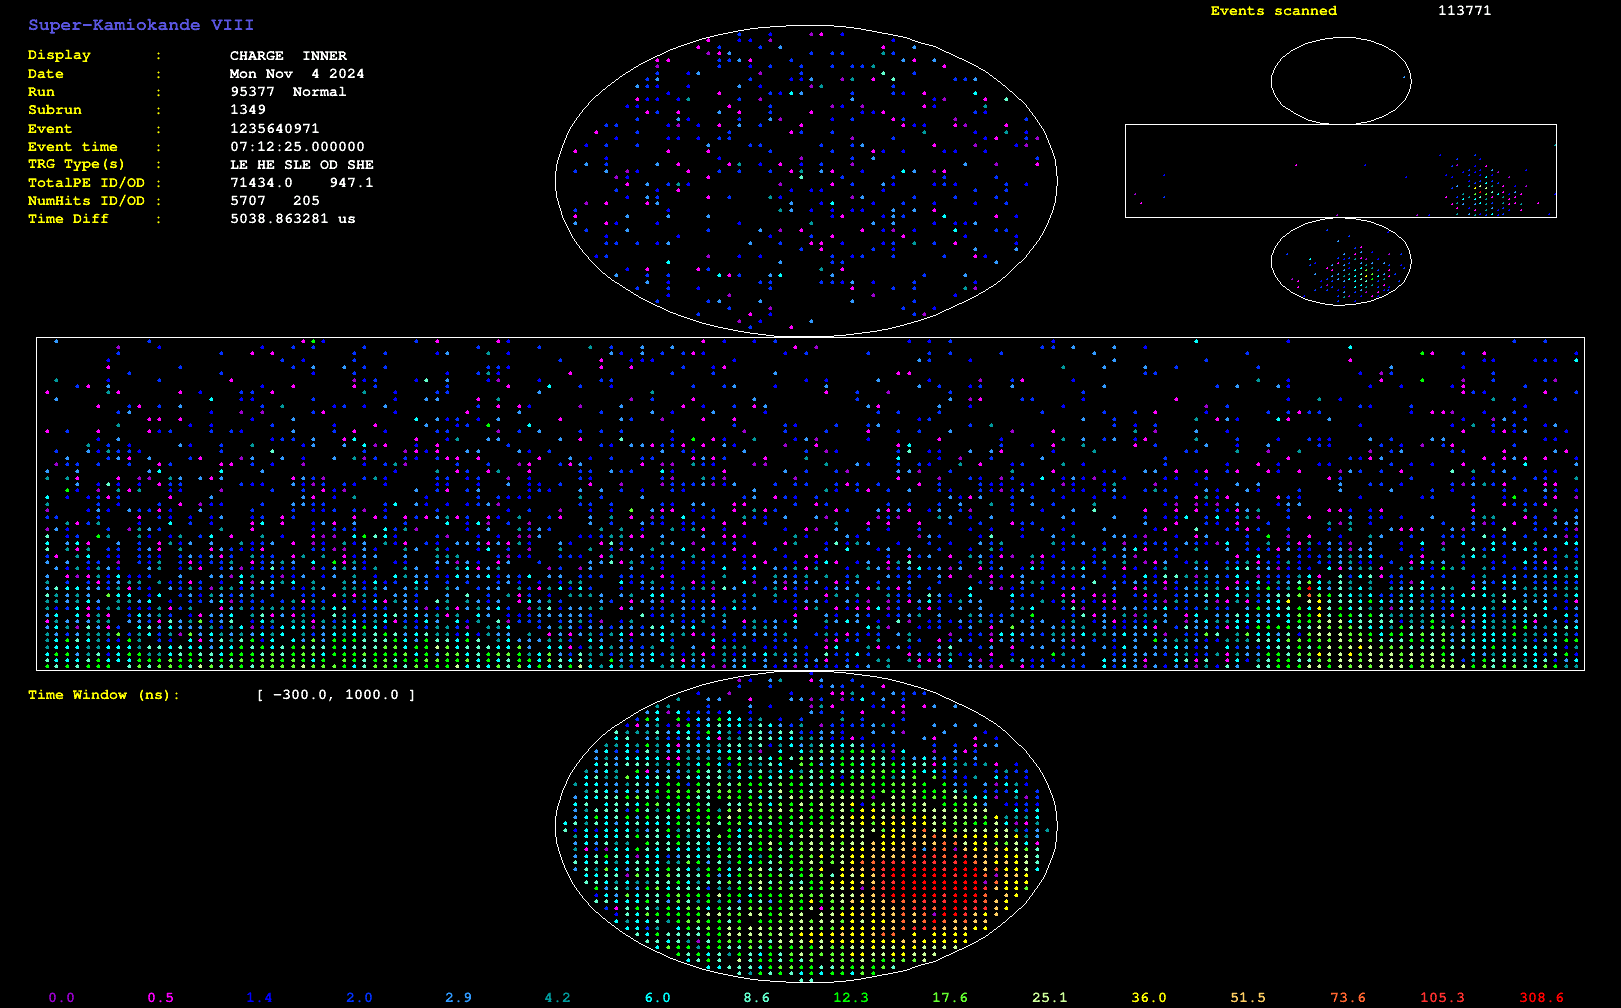 Super-Kamiokande VIII
Display : CHARGE INNER
Date : Mon Nov 4 2024
Run : 95377 Normal
Subrun : 1349
Event : 1235640971
Event time : 07:12:25.000000
TRG Type(s) : LE HE SLE OD SHE
TotalPE ID/OD : 71434.0 947.1
NumHits ID/OD : 5707 205
Time Diff : 5038.863281 us
Events scanned 113771
Time Window (ns): [ −300.0, 1000.0 ]
0.0 0.5 1.4 2.0 2.9 4.2 6.0 8.6 12.3 17.6 25.1 36.0 51.5 73.6 105.3 308.6